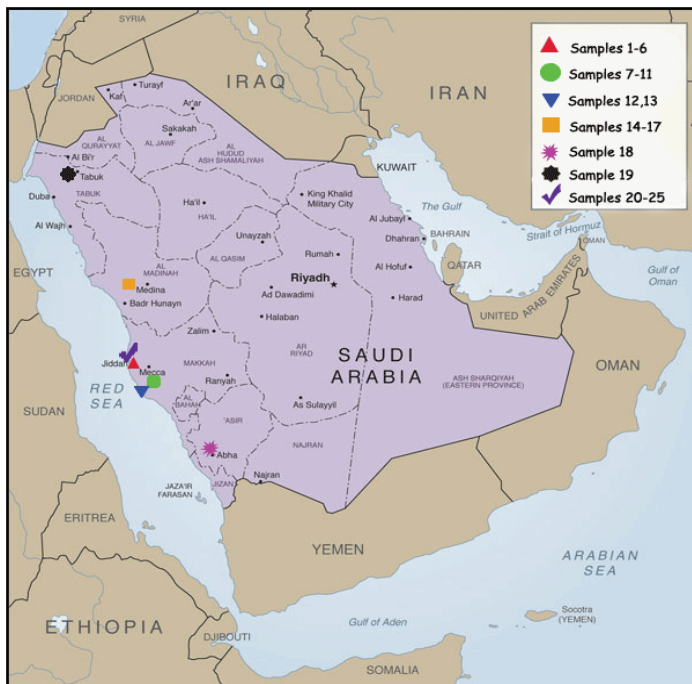 SYRIA
IRAQ
IRAN
JORDAN
Turayf
Kaf
Ar'ar
Sakakah
AL JAWF
AL QURAYYAT
AL HUDUD ASH SHAMALIYAH
Al Bi'r
Tabuk
TABUK
Duba
Al Wajh
Ha'il
HA'IL
King Khalid Military City
KUWAIT
The Gulf
Al Jubayl
BAHRAIN
Dhahran
QATAR
Strait of Hormuz
OMAN
Gulf of Oman
UNITED ARAB EMIRATES
Unayzah
AL QASIM
Rumah
Al Hofuf
Riyadh
Harad
EGYPT
AL MADINAH
Medina
Badr Hunayn
Ad Dawadimi
Halaban
Zalim
AR RIYAD
SAUDI ARABIA
ASH SHARQIYAH (EASTERN PROVINCE)
OMAN
Jiddah
Mecca
MAKKAH
Ranyah
RED SEA
SUDAN
AL BAHAH
'ASIR
As Sulayyil
NAJRAN
Abha
Najran
JIZAN
JAZA'IR FARASAN
ERITREA
YEMEN
ARABIAN SEA
ETHIOPIA
DJIBOUTI
Gulf of Aden
Socotra (YEMEN)
SOMALIA
Samples 1-6
Samples 7-11
Samples 12,13
Samples 14-17
Sample 18
Sample 19
Samples 20-25